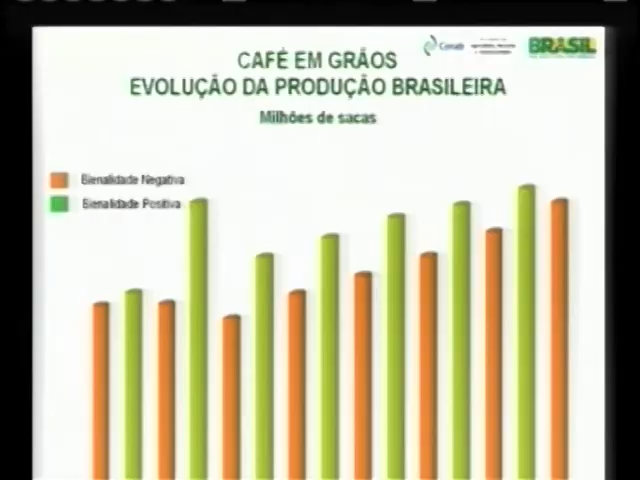 Conab
BRASIL
CAFÉ EM GRÃOS
EVOLUÇÃO DA PRODUÇÃO BRASILEIRA
Milhões de sacas
Bienalidade Negativa
Bienalidade Positiva